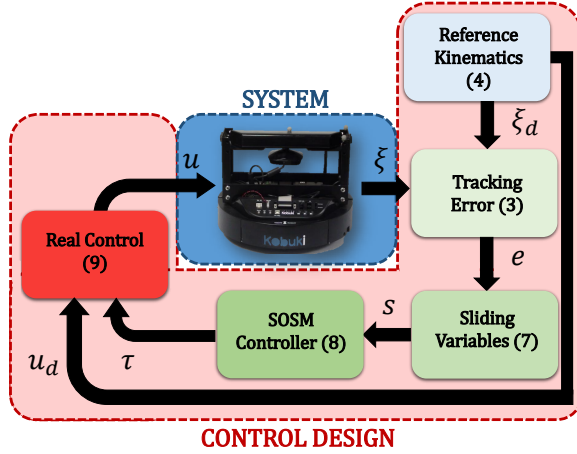 Reference
Kinematics
(4)
SYSTEM
u
ξ
ξ_d
Tracking
Error (3)
Kobuki
Real Control
(9)
e
s
SOSM
Controller (8)
Sliding
Variables (7)
u_d
τ
CONTROL DESIGN